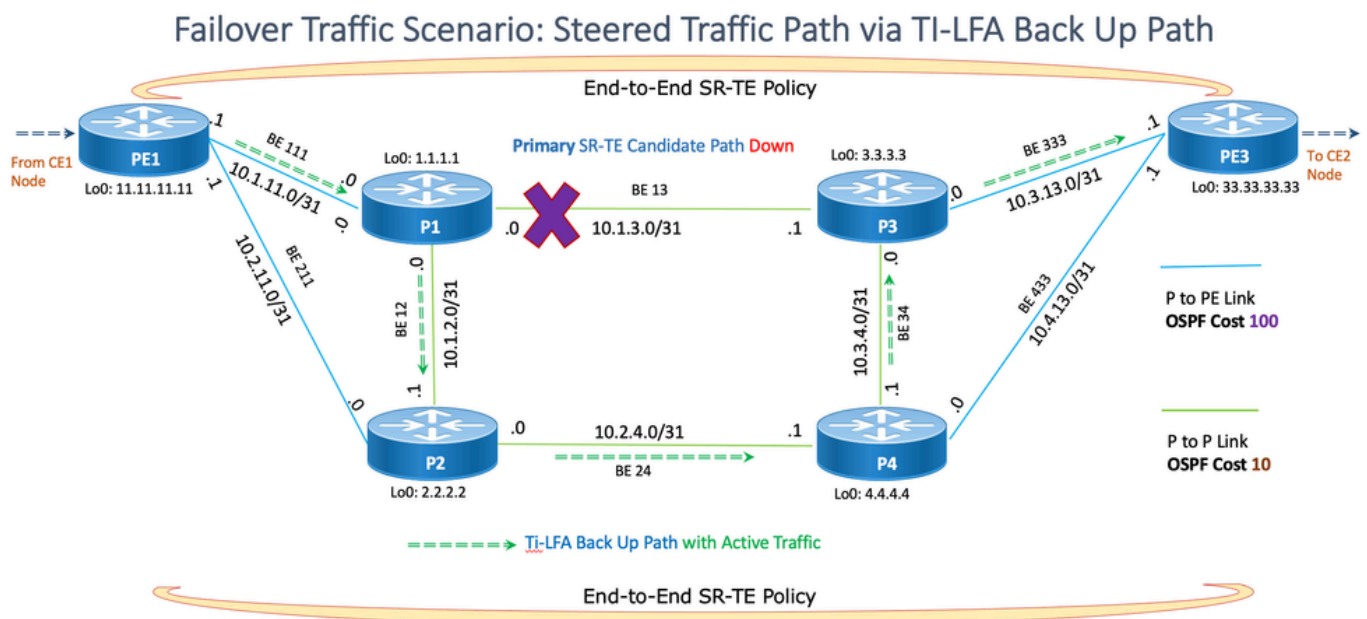 Failover Traffic Scenario: Steered Traffic Path via TI-LFA Back Up Path
End-to-End SR-TE Policy
From CE1
Node
PE1
Lo0: 11.11.11.11
.1
.1
BE 111
10.1.11.0/31
.0
.0
BE 211
10.2.11.0/31
.0
Lo0: 1.1.1.1
P1
Primary SR-TE Candidate Path Down
BE 13
.0
10.1.3.0/31
.1
Lo0: 3.3.3.3
P3
.0
BE 333
10.3.13.0/31
.1
.1
PE3
Lo0: 33.33.33.33
To CE2
Node
.0
BE 12
10.1.2.0/31
.1
.0
10.3.4.0/31
BE 34
.1
BE 433
10.4.13.0/31
.0
P to PE Link
OSPF Cost 100
P2
Lo0: 2.2.2.2
.0
10.2.4.0/31
.1
BE 24
P4
Lo0: 4.4.4.4
P to P Link
OSPF Cost 10
Ti-LFA Back Up Path with Active Traffic
End-to-End SR-TE Policy